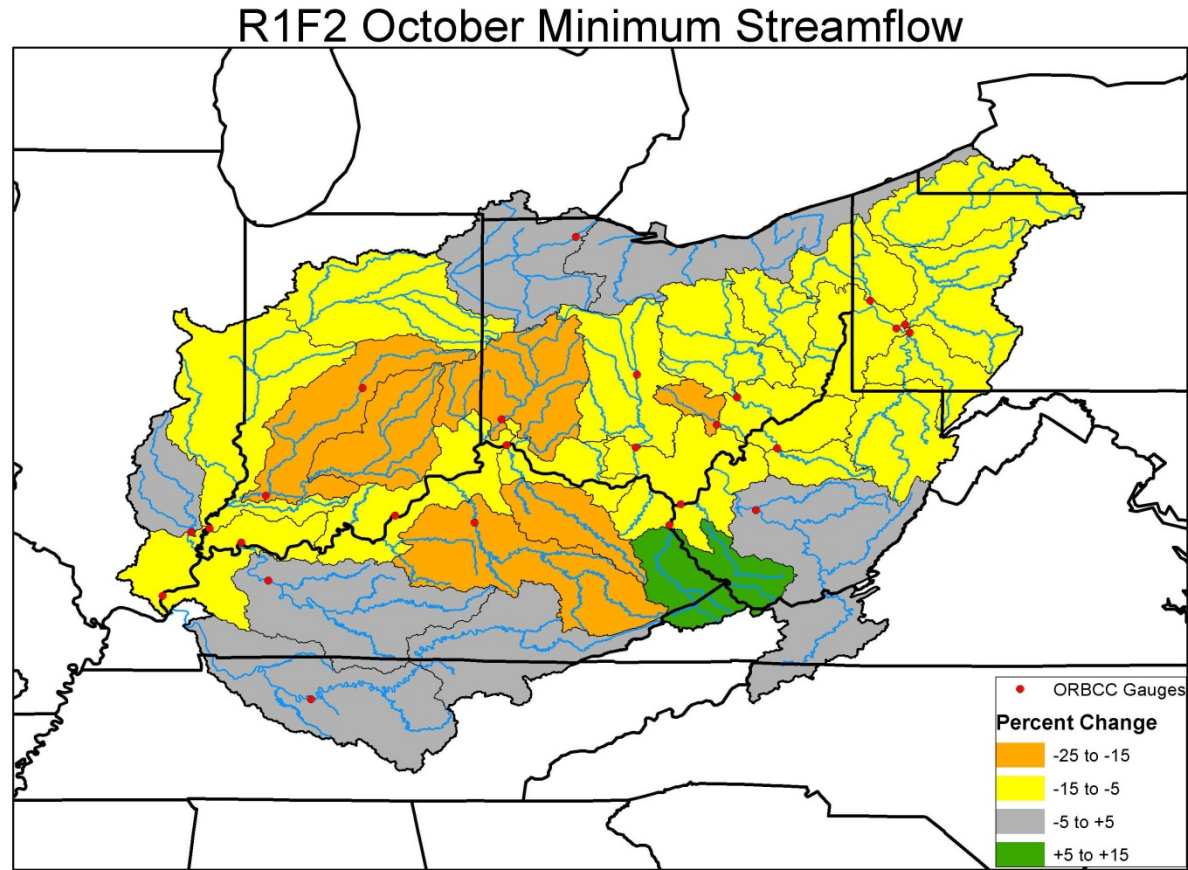 R1F2 October Minimum Streamflow
ORBCC Gauges
Percent Change
-25 to -15
-15 to -5
-5 to +5
+5 to +15